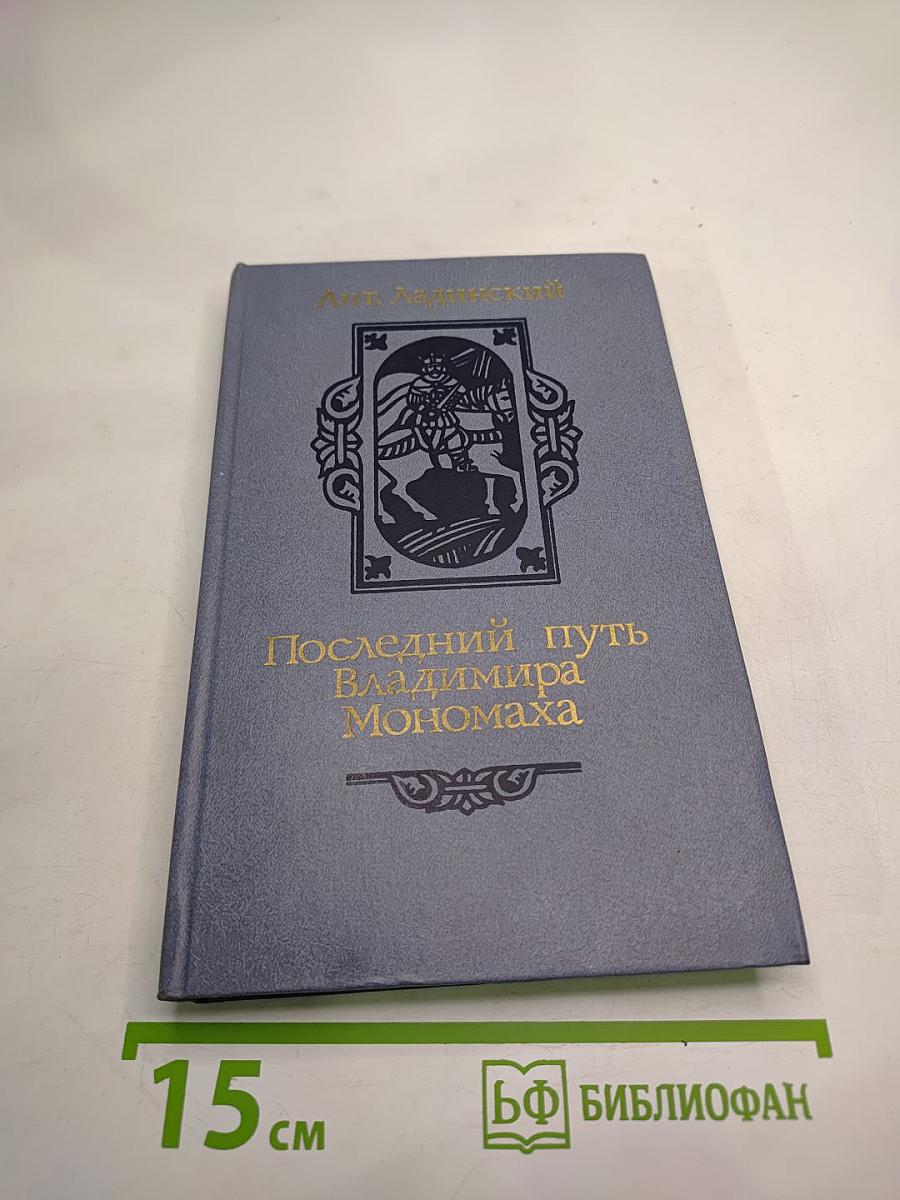 Ант. Ладинский
Последний путь
Владимира
Мономаха
15 см
БФ БИБЛИОФАН